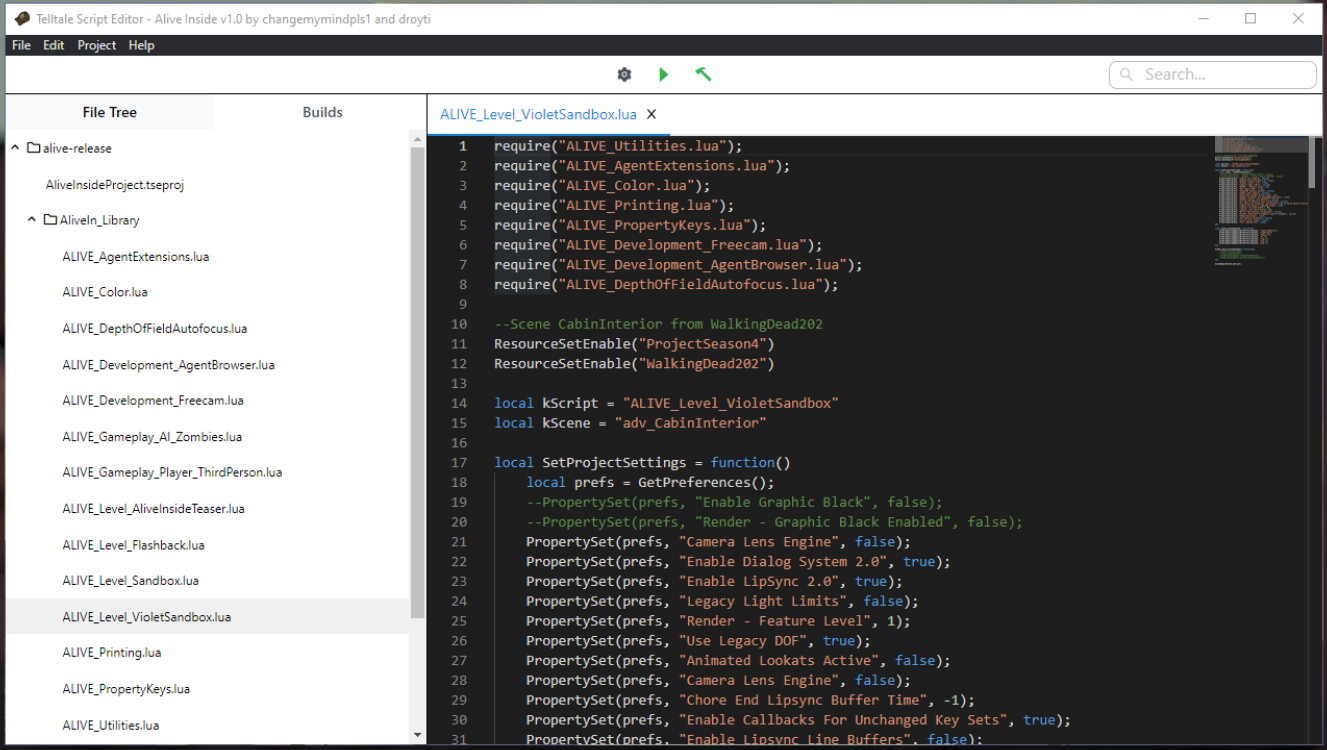 Telltale Script Editor - Alive Inside v1.0 by changemymindpls1 and droyti
File Edit Project Help
Search...
File Tree Builds
alive-release
AliveInsideProject.tseproj
AliveIn_Library
ALIVE_AgentExtensions.lua
ALIVE_Color.lua
ALIVE_DepthOfFieldAutofocus.lua
ALIVE_Development_AgentBrowser.lua
ALIVE_Development_Freecam.lua
ALIVE_Gameplay_AI_Zombies.lua
ALIVE_Gameplay_Player_ThirdPerson.lua
ALIVE_Level_AliveInsideTeaser.lua
ALIVE_Level_Flashback.lua
ALIVE_Level_Sandbox.lua
ALIVE_Level_VioletSandbox.lua
ALIVE_Printing.lua
ALIVE_PropertyKeys.lua
ALIVE_Utilities.lua
ALIVE_Level_VioletSandbox.lua X
1 require("ALIVE_Utilities.lua");
2 require("ALIVE_AgentExtensions.lua");
3 require("ALIVE_Color.lua");
4 require("ALIVE_Printing.lua");
5 require("ALIVE_PropertyKeys.lua");
6 require("ALIVE_Development_Freecam.lua");
7 require("ALIVE_Development_AgentBrowser.lua");
8 require("ALIVE_DepthOfFieldAutofocus.lua");
9
10 --Scene CabinInterior from WalkingDead202
11 ResourceSetEnable("ProjectSeason4")
12 ResourceSetEnable("WalkingDead202")
13
14 local kScript = "ALIVE_Level_VioletSandbox"
15 local kScene = "adv_CabinInterior"
16
17 local SetProjectSettings = function()
18 local prefs = GetPreferences();
19 --PropertySet(prefs, "Enable Graphic Black", false);
20 --PropertySet(prefs, "Render - Graphic Black Enabled", false);
21 PropertySet(prefs, "Camera Lens Engine", false);
22 PropertySet(prefs, "Enable Dialog System 2.0", true);
23 PropertySet(prefs, "Enable LipSync 2.0", true);
24 PropertySet(prefs, "Legacy Light Limits", false);
25 PropertySet(prefs, "Render - Feature Level", 1);
26 PropertySet(prefs, "Use Legacy DOF", true);
27 PropertySet(prefs, "Animated Lookats Active", false);
28 PropertySet(prefs, "Camera Lens Engine", false);
29 PropertySet(prefs, "Chore End Lipsync Buffer Time", -1);
30 PropertySet(prefs, "Enable Callbacks For Unchanged Key Sets", true);
31 PropertySet(prefs, "Enable Lipsync Line Buffers", false);